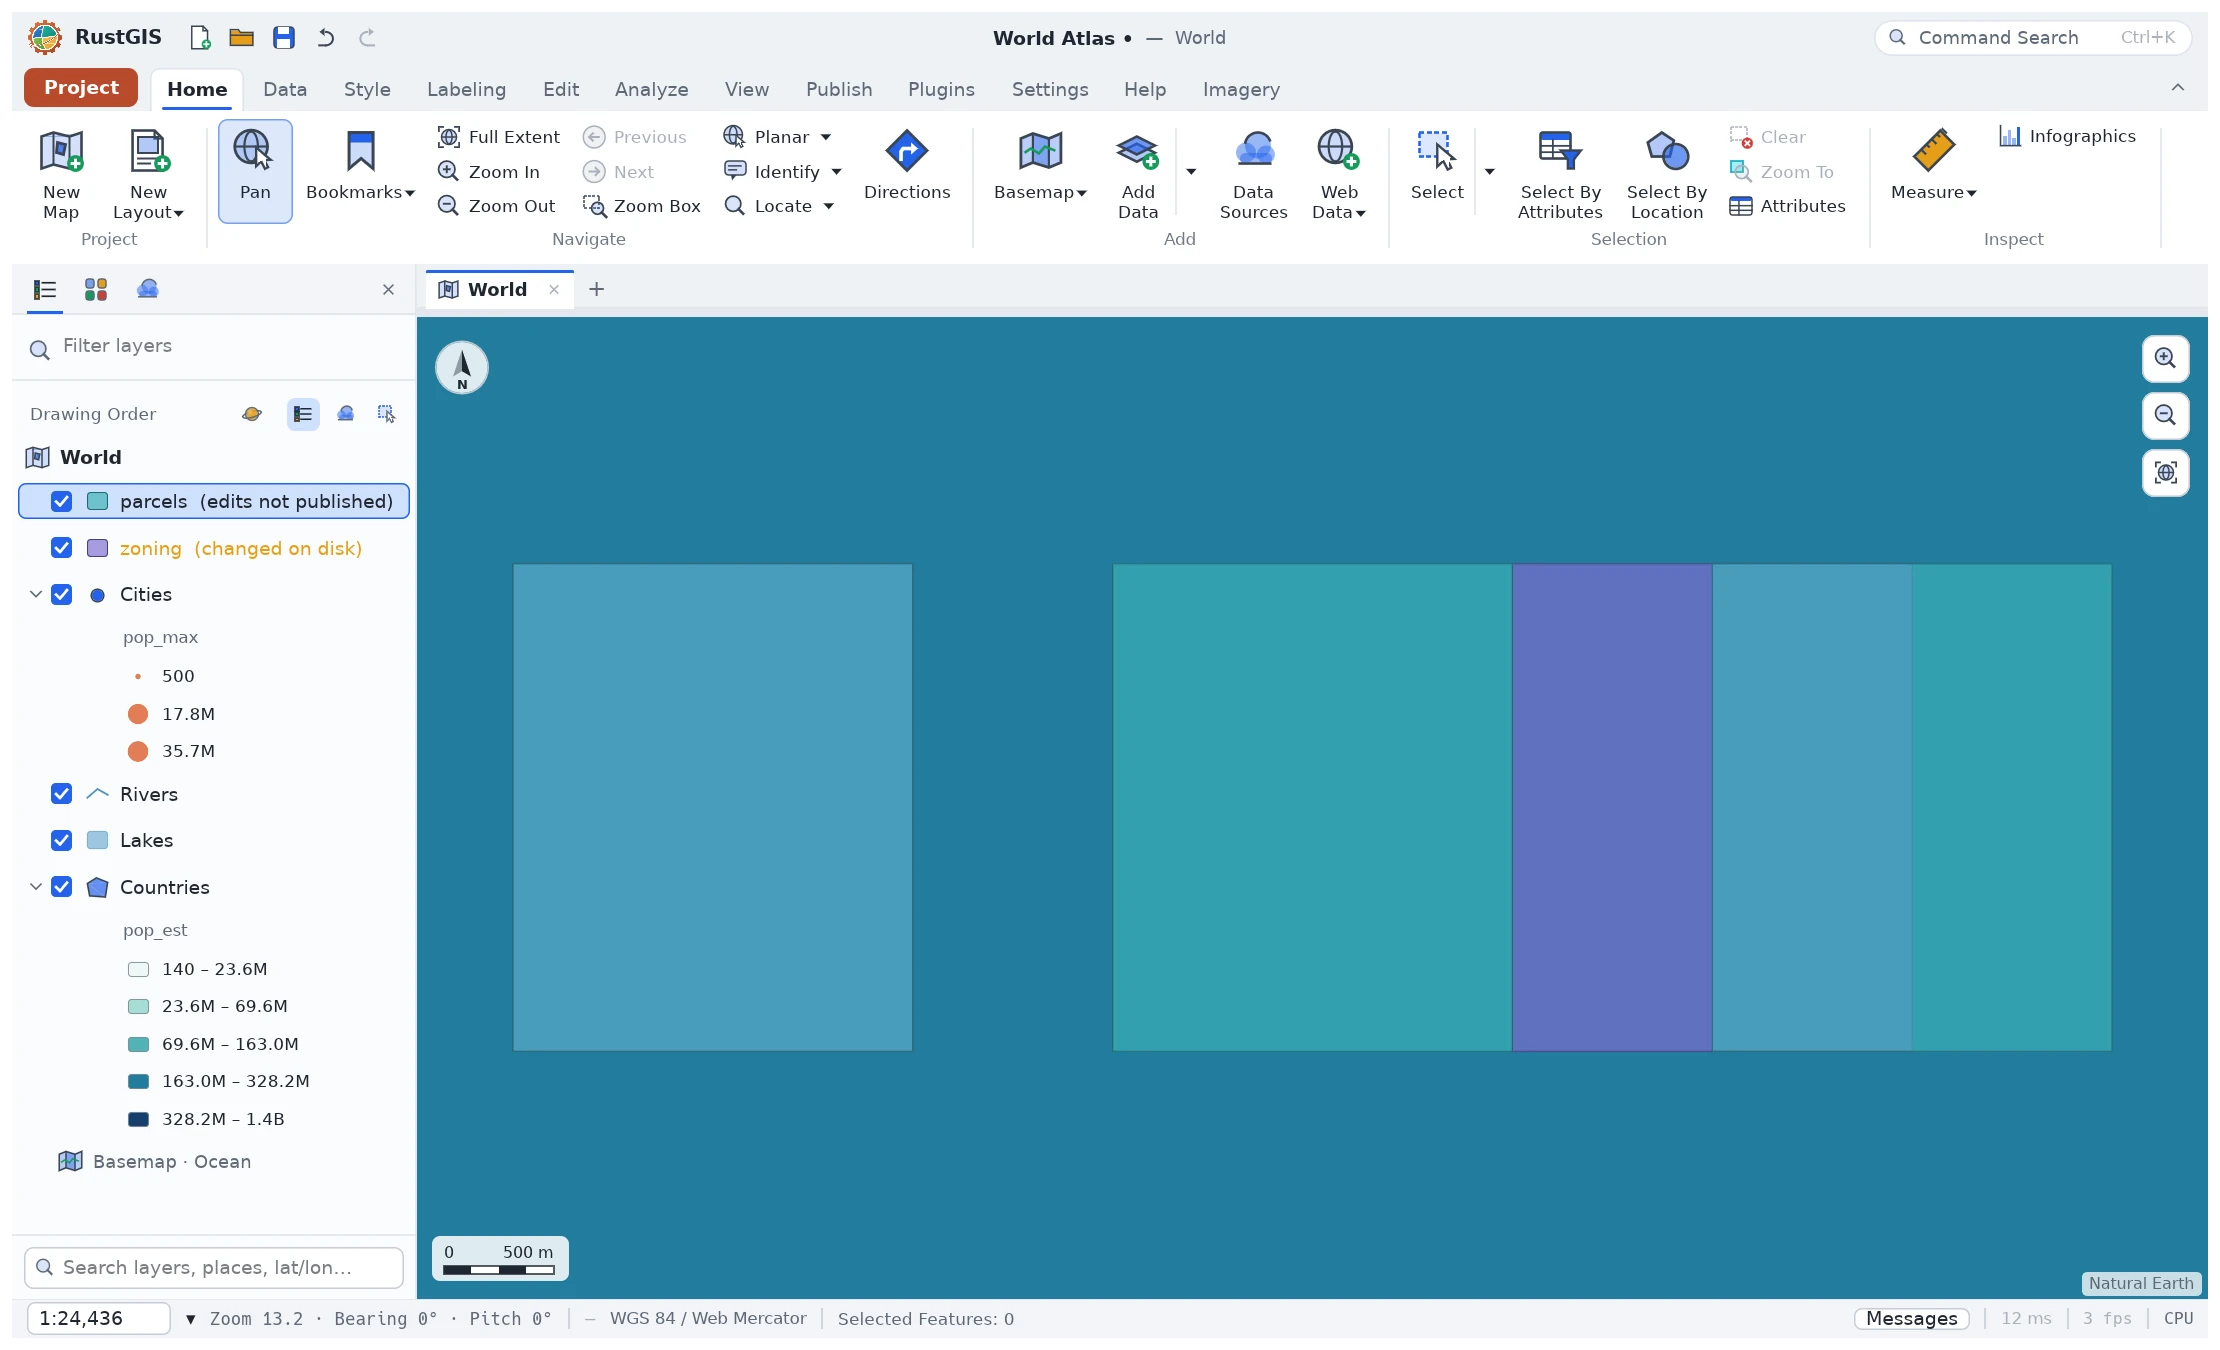 RustGIS
World Atlas • — World
Command Search Ctrl+K
Project Home Data Style Labeling Edit Analyze View Publish Plugins Settings Help Imagery
New Map
New Layout
Project
Pan
Bookmarks
Full Extent
Zoom In
Zoom Out
Previous
Next
Zoom Box
Planar
Identify
Locate
Directions
Navigate
Basemap
Add Data
Data Sources
Web Data
Add
Select
Select By Attributes
Select By Location
Clear
Zoom To
Attributes
Selection
Measure
Infographics
Inspect
World
Filter layers
Drawing Order
World
parcels (edits not published)
zoning (changed on disk)
Cities
pop_max
500
17.8M
35.7M
Rivers
Lakes
Countries
pop_est
140 – 23.6M
23.6M – 69.6M
69.6M – 163.0M
163.0M – 328.2M
328.2M – 1.4B
Basemap · Ocean
Search layers, places, lat/lon...
N
0 500 m
Natural Earth
1:24,436 ▼ Zoom 13.2 · Bearing 0° · Pitch 0° — WGS 84 / Web Mercator Selected Features: 0 Messages 12 ms 3 fps CPU